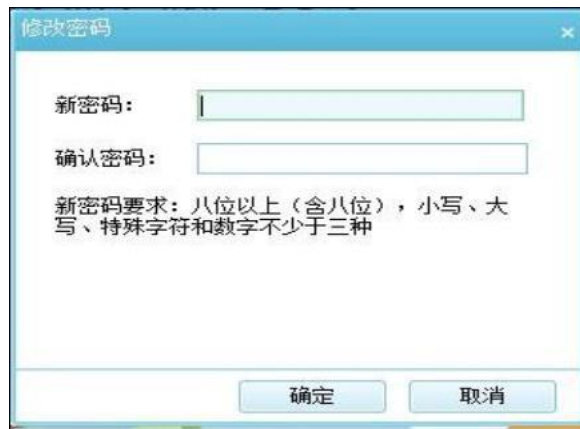 修改密码
×
新密码：
确认密码：
新密码要求：八位以上（含八位），小写、大
写、特殊字符和数字不少于三种
确定
取消